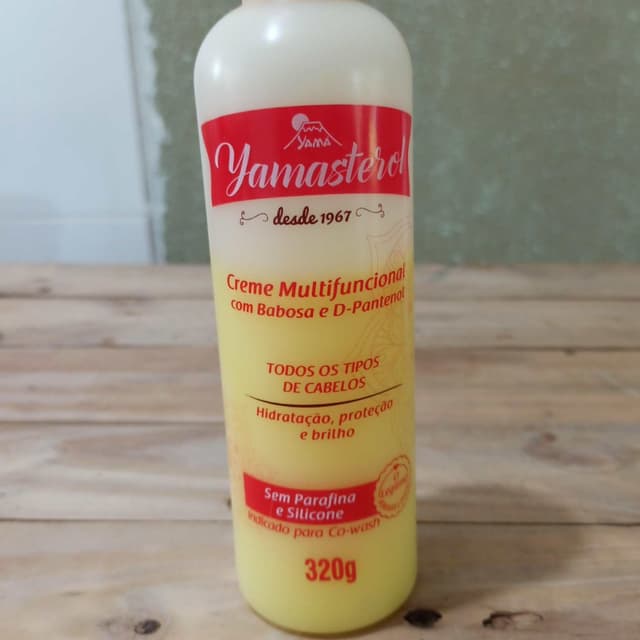 YAMA
Yamasterol
desde 1967
Creme Multifuncional
com Babosa e D-Pantenol
TODOS OS TIPOS
DE CABELOS
Hidratação, proteção
e brilho
Sem Parafina
e Silicone
Indicado para Co-wash
320g